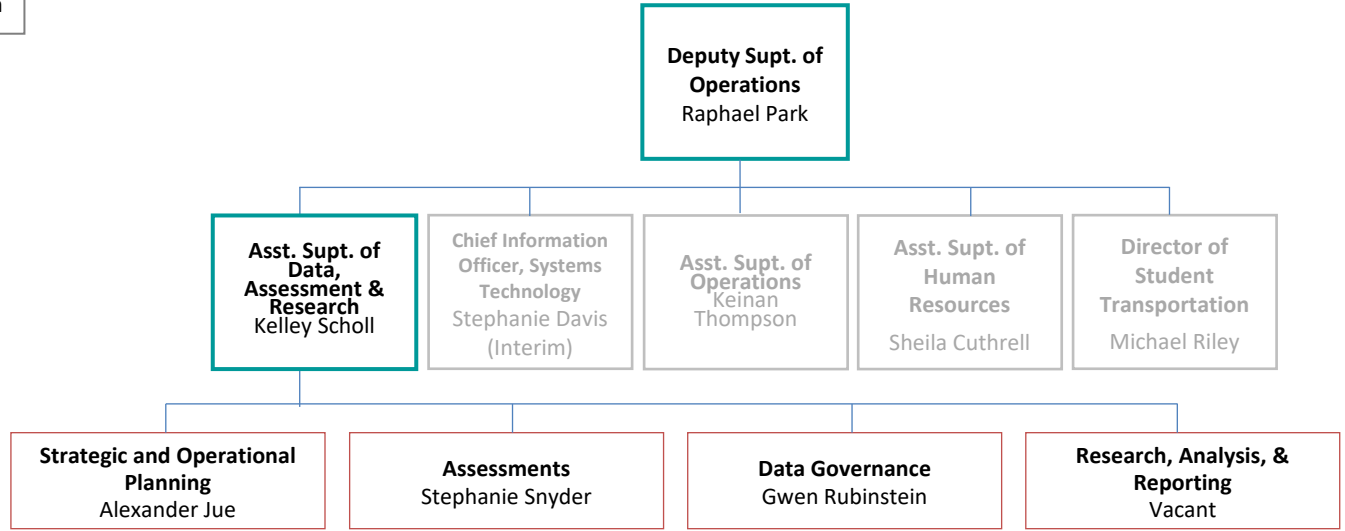 Deputy Supt. of
Operations
Raphael Park
Asst. Supt. of
Data,
Assessment &
Research
Kelley Scholl
Chief Information
Officer, Systems
Technology
Stephanie Davis
(Interim)
Asst. Supt. of
Operations
Keinan
Thompson
Asst. Supt. of
Human
Resources
Sheila Cuthrell
Director of
Student
Transportation
Michael Riley
Strategic and Operational
Planning
Alexander Jue
Assessments
Stephanie Snyder
Data Governance
Gwen Rubinstein
Research, Analysis, &
Reporting
Vacant